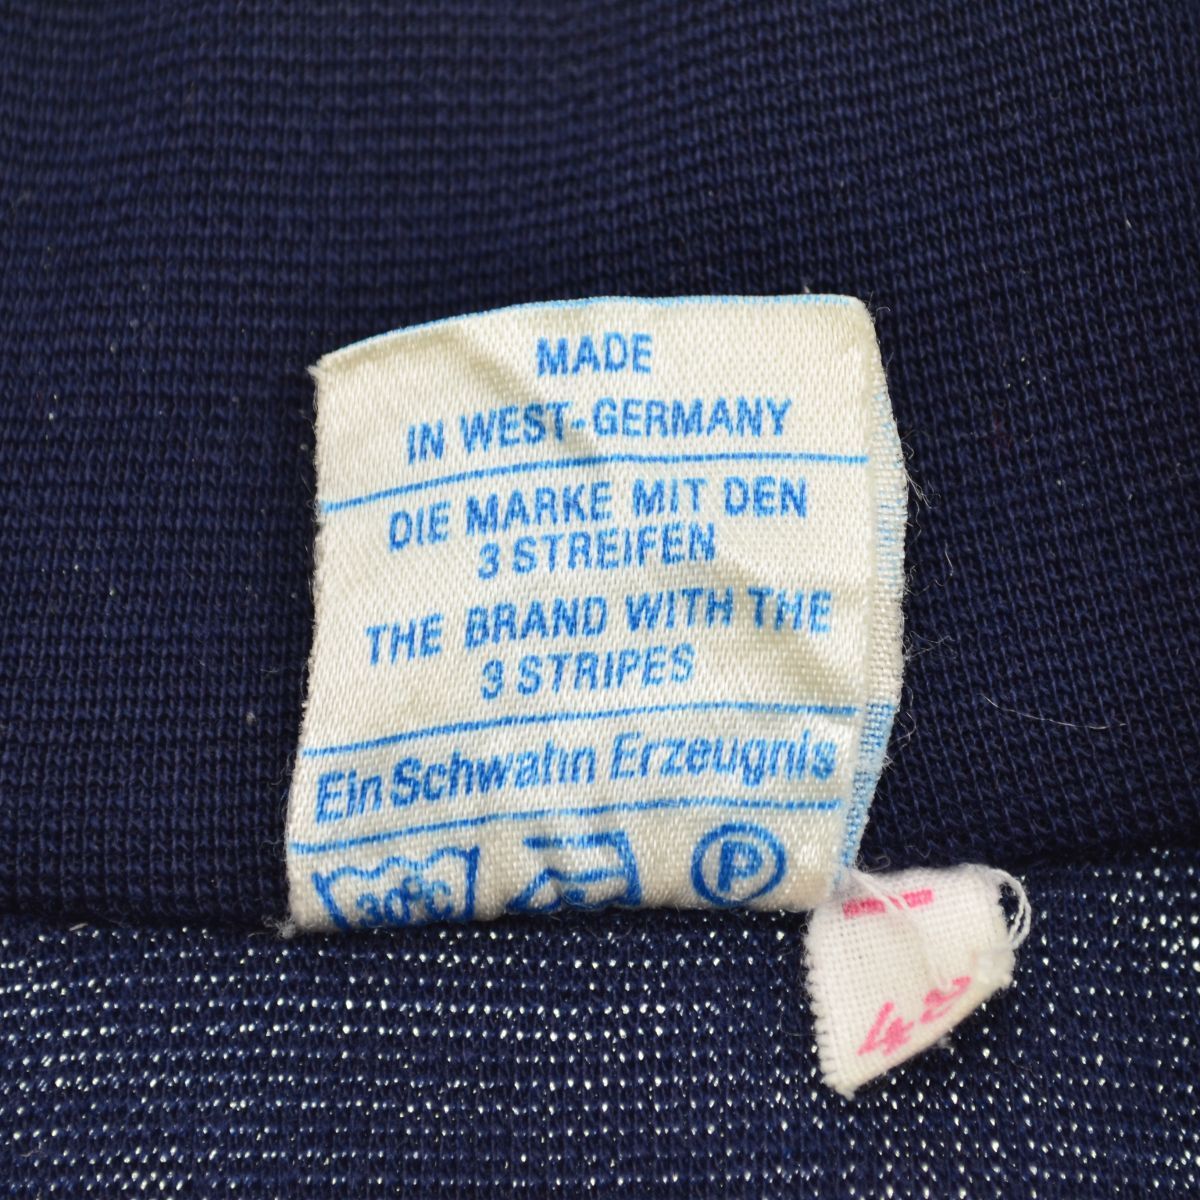 MADE
IN WEST-GERMANY
DIE MARKE MIT DEN
3 STREIFEN
THE BRAND WITH THE
3 STRIPES
Ein Schwahn Erzeugnis
30°C
P